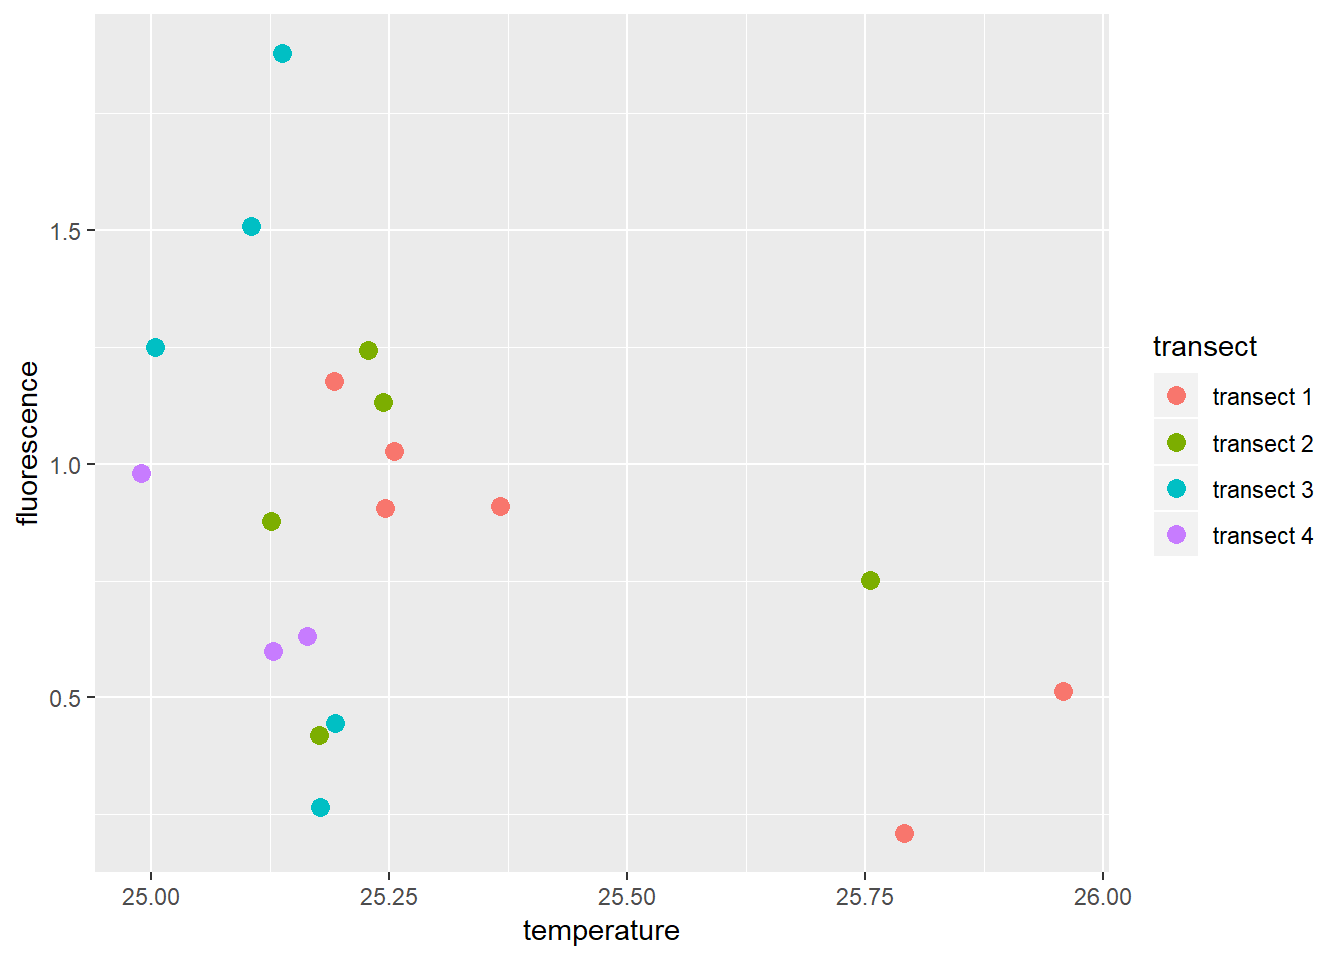 fluorescence
1.5
1.0
0.5
25.00 25.25 25.50 25.75 26.00
temperature
transect
transect 1
transect 2
transect 3
transect 4